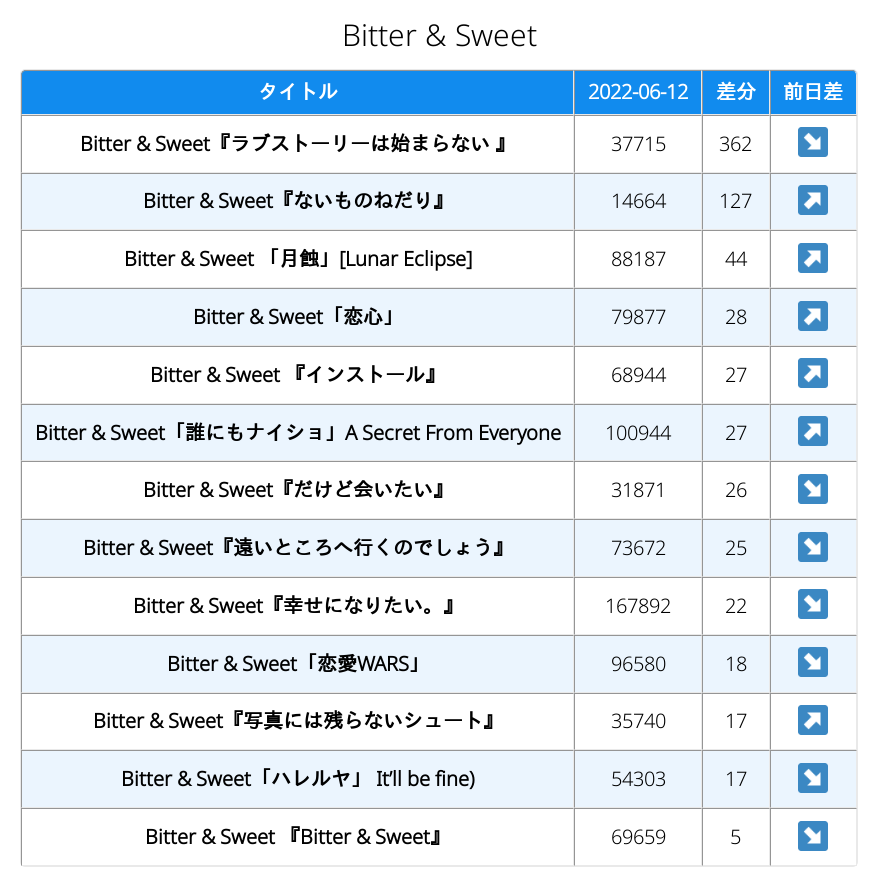 Bitter & Sweet
タイトル 2022-06-12 差分 前日差
Bitter & Sweet『ラブストーリーは始まらない 』 37715 362 ↘
Bitter & Sweet『ないものねだり』 14664 127 ↗
Bitter & Sweet 「月蝕」[Lunar Eclipse] 88187 44 ↗
Bitter & Sweet「恋心」 79877 28 ↗
Bitter & Sweet 『インストール』 68944 27 ↗
Bitter & Sweet「誰にもナイショ」A Secret From Everyone 100944 27 ↗
Bitter & Sweet『だけど会いたい』 31871 26 ↘
Bitter & Sweet『遠いところへ行くのでしょう』 73672 25 ↘
Bitter & Sweet『幸せになりたい。』 167892 22 ↘
Bitter & Sweet「恋愛WARS」 96580 18 ↘
Bitter & Sweet『写真には残らないシュート』 35740 17 ↗
Bitter & Sweet「ハレルヤ」 It'll be fine) 54303 17 ↘
Bitter & Sweet 『Bitter & Sweet』 69659 5 ↘